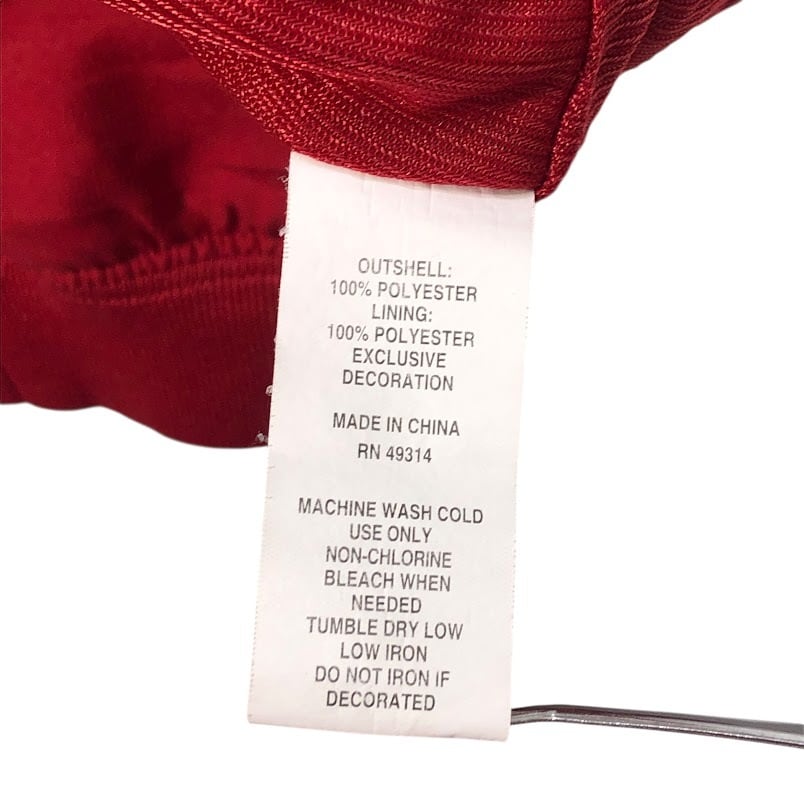 OUTSHELL:
100% POLYESTER
LINING:
100% POLYESTER
EXCLUSIVE
DECORATION
MADE IN CHINA
RN 49314
MACHINE WASH COLD
USE ONLY
NON-CHLORINE
BLEACH WHEN
NEEDED
TUMBLE DRY LOW
LOW IRON
DO NOT IRON IF
DECORATED